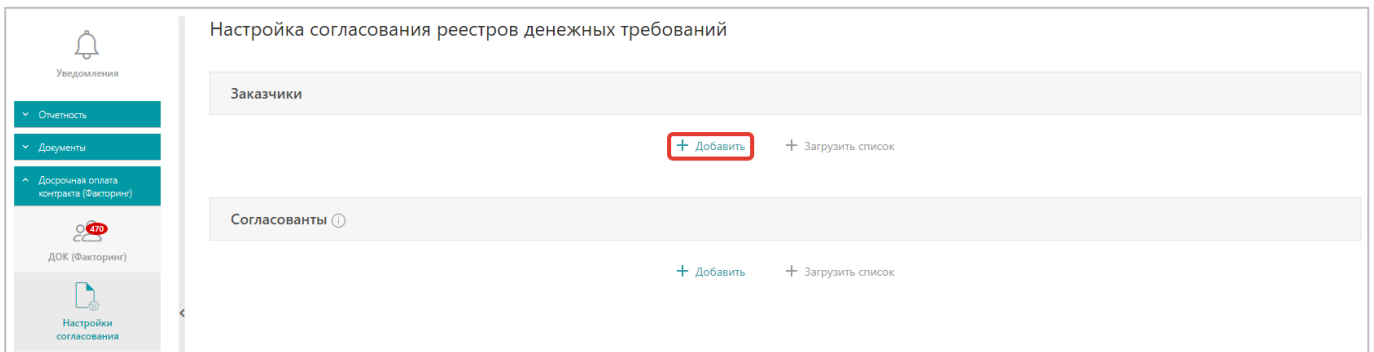 Уведомления
Отчетность
Документы
Досрочная оплата
контракта (Факторинг)
470
ДОК (Факторинг)
Настройки
согласования
Настройка согласования реестров денежных требований
Заказчики
+ Добавить + Загрузить список
Согласованты
+ Добавить + Загрузить список